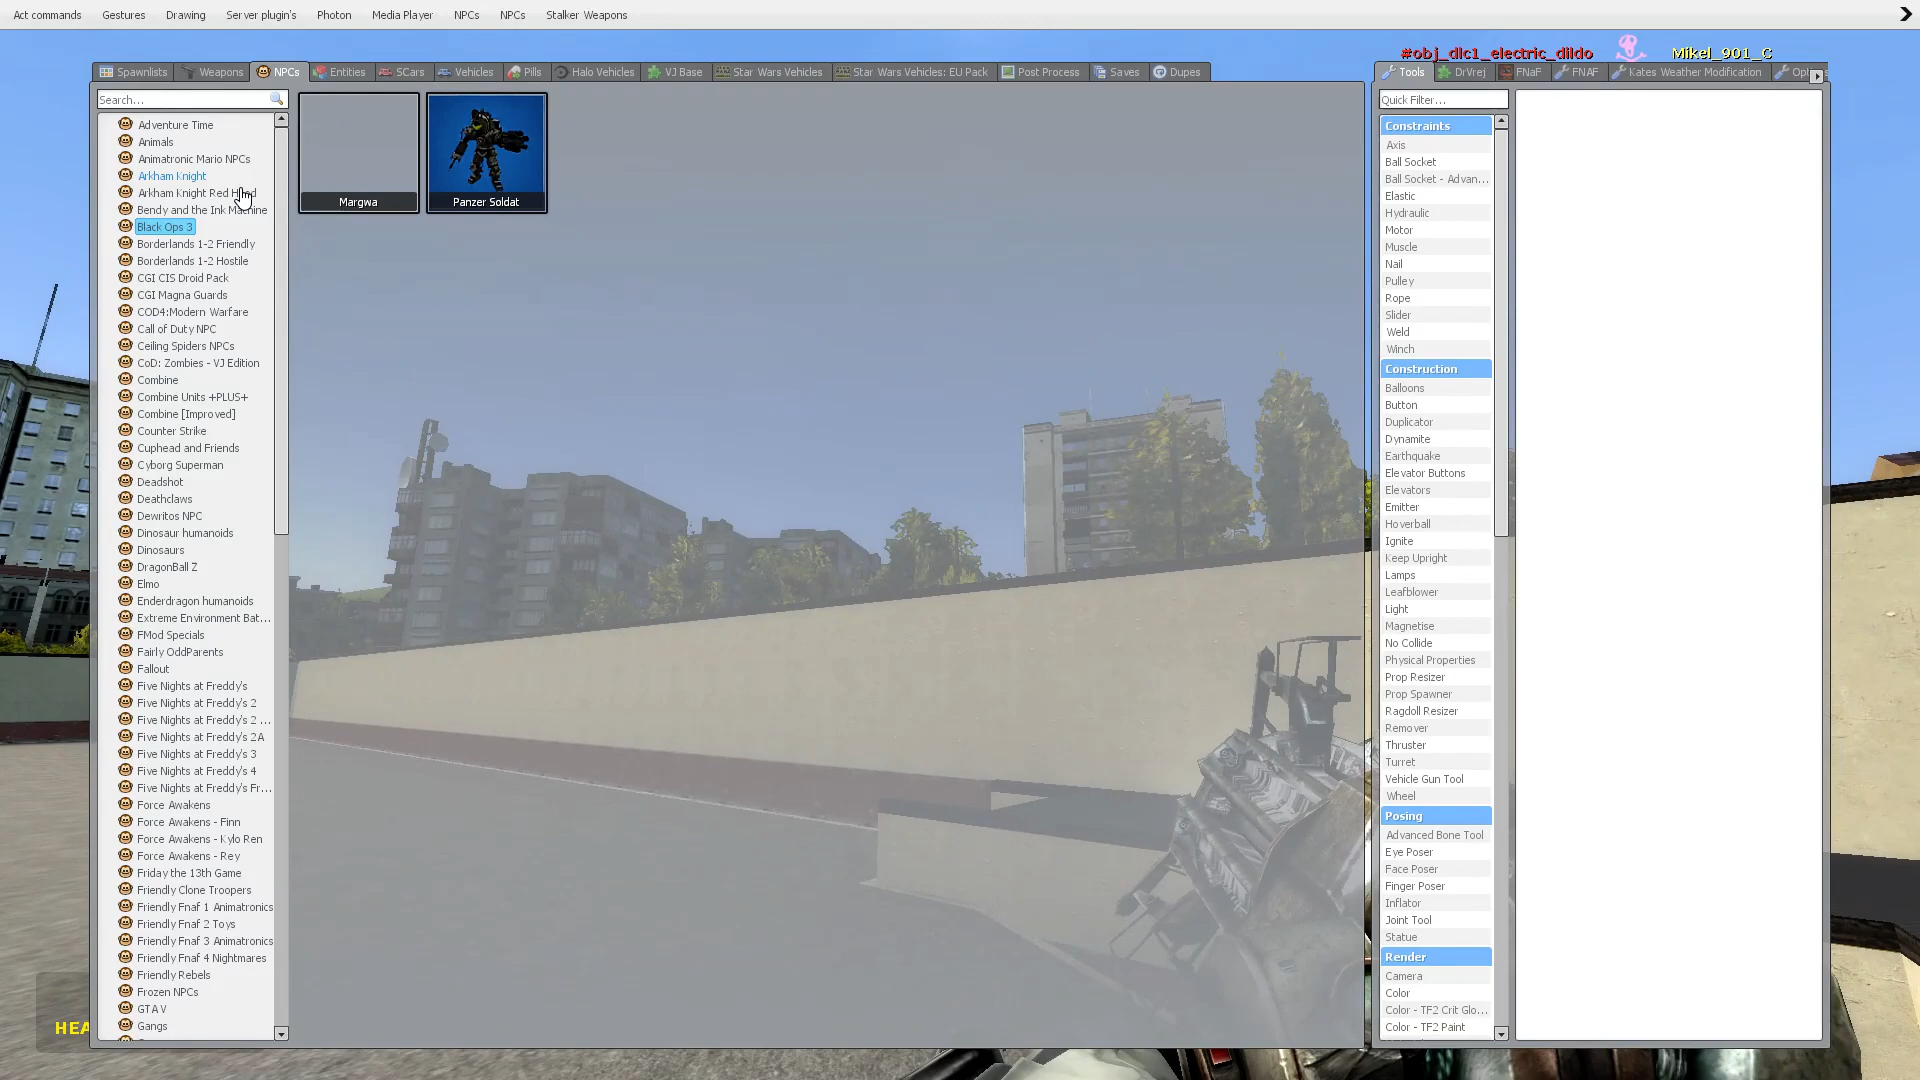 Act commands Gestures Drawing Server plugin's Photon Media Player NPCs NPCs Stalker Weapons
#obj_dlc1_electric_dildo Mikel_901_C
Spawnlists Weapons NPCs Entities SCars Vehicles Pills Halo Vehicles VJ Base Star Wars Vehicles Star Wars Vehicles: EU Pack Post Process Saves Dupes
Tools DrVrej FNaF FNAF Kates Weather Modification
Search...
Adventure Time
Animals
Animatronic Mario NPCs
Arkham Knight
Arkham Knight Red Hood
Bendy and the Ink Machine
Black Ops 3
Borderlands 1-2 Friendly
Borderlands 1-2 Hostile
CGI CIS Droid Pack
CGI Magna Guards
COD4:Modern Warfare
Call of Duty NPC
Ceiling Spiders NPCs
CoD: Zombies - VJ Edition
Combine
Combine Units +PLUS+
Combine [Improved]
Counter Strike
Cuphead and Friends
Cyborg Superman
Deadshot
Deathclaws
Dewritos NPC
Dinosaur humanoids
Dinosaurs
DragonBall Z
Elmo
Enderdragon humanoids
Extreme Environment Bat...
FMod Specials
Fairly OddParents
Fallout
Five Nights at Freddy's
Five Nights at Freddy's 2
Five Nights at Freddy's 2 ...
Five Nights at Freddy's 2A
Five Nights at Freddy's 3
Five Nights at Freddy's 4
Five Nights at Freddy's Fr...
Force Awakens
Force Awakens - Finn
Force Awakens - Kylo Ren
Force Awakens - Rey
Friday the 13th Game
Friendly Clone Troopers
Friendly Fnaf 1 Animatronics
Friendly Fnaf 2 Toys
Friendly Fnaf 3 Animatronics
Friendly Fnaf 4 Nightmares
Friendly Rebels
Frozen NPCs
GTA V
Gangs
Margwa
Panzer Soldat
Quick Filter...
Constraints
Axis
Ball Socket
Ball Socket - Advan...
Elastic
Hydraulic
Motor
Muscle
Nail
Pulley
Rope
Slider
Weld
Winch
Construction
Balloons
Button
Duplicator
Dynamite
Earthquake
Elevator Buttons
Elevators
Emitter
Hoverball
Ignite
Keep Upright
Lamps
Leafblower
Light
Magnetise
No Collide
Physical Properties
Prop Resizer
Prop Spawner
Ragdoll Resizer
Remover
Thruster
Turret
Vehicle Gun Tool
Wheel
Posing
Advanced Bone Tool
Eye Poser
Face Poser
Finger Poser
Inflator
Joint Tool
Statue
Render
Camera
Color
Color - TF2 Crit Glo...
Color - TF2 Paint
HEA